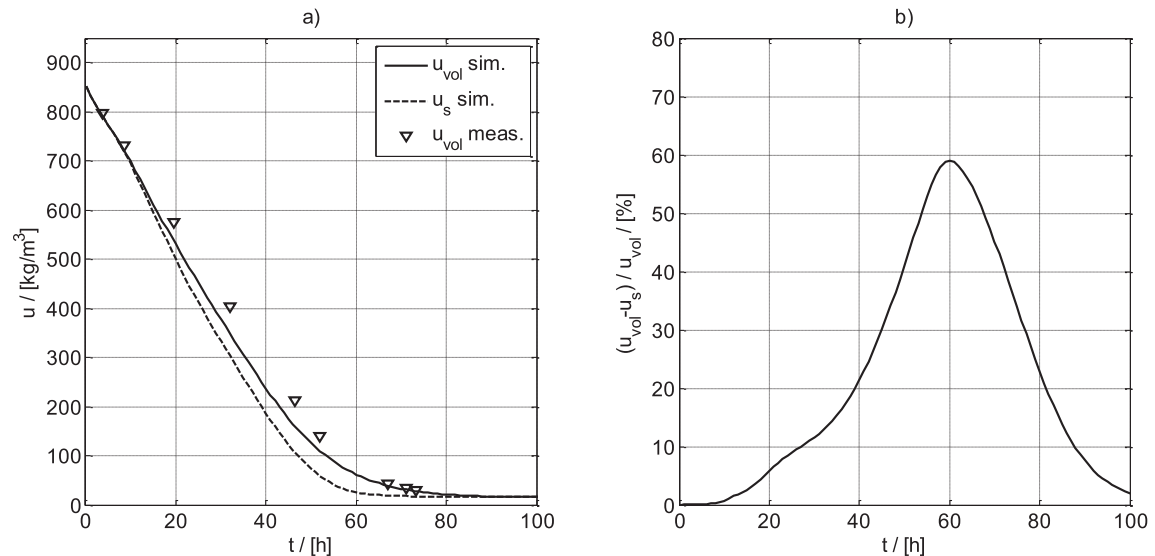 a)
900
800
700
600
500
400
300
200
100
0
u / [kg/m³]
u_vol sim.
u_s sim.
u_vol meas.
0 20 40 60 80 100
t / [h]
b)
80
70
60
50
40
30
20
10
0
(u_vol-u_s) / u_vol / [%]
0 20 40 60 80 100
t / [h]